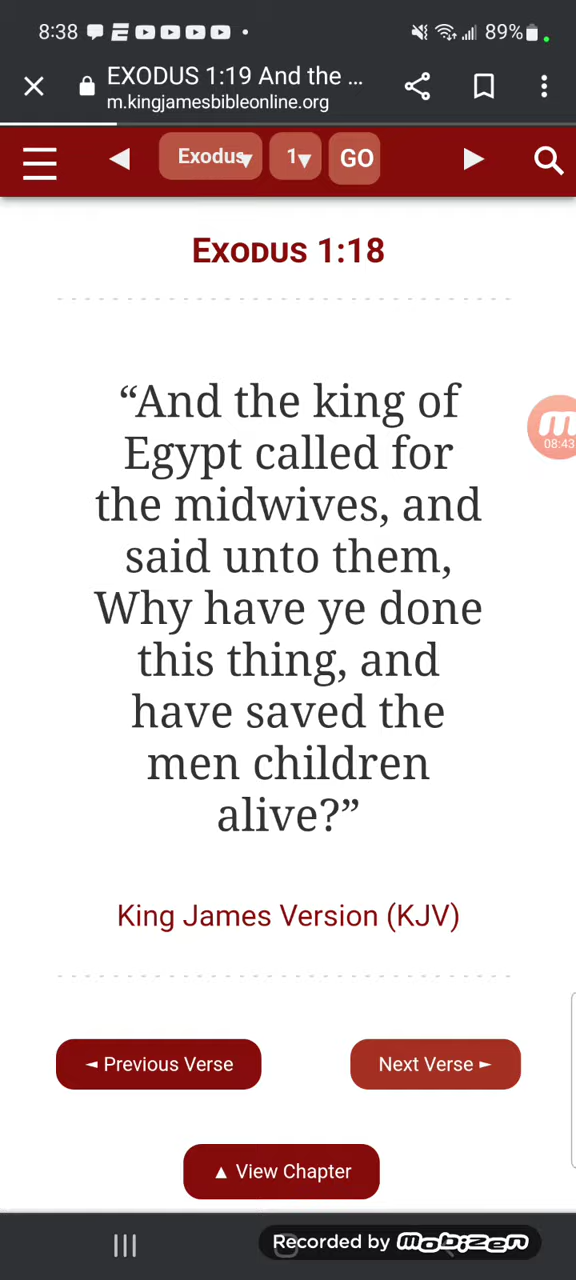 8:38
89%
EXODUS 1:19 And the ...
m.kingjamesbibleonline.org
Exodus 1 GO
EXODUS 1:18
“And the king of
Egypt called for
the midwives, and
said unto them,
Why have ye done
this thing, and
have saved the
men children
alive?”
08:43
King James Version (KJV)
◄ Previous Verse Next Verse ►
▲ View Chapter
Recorded by mobizen